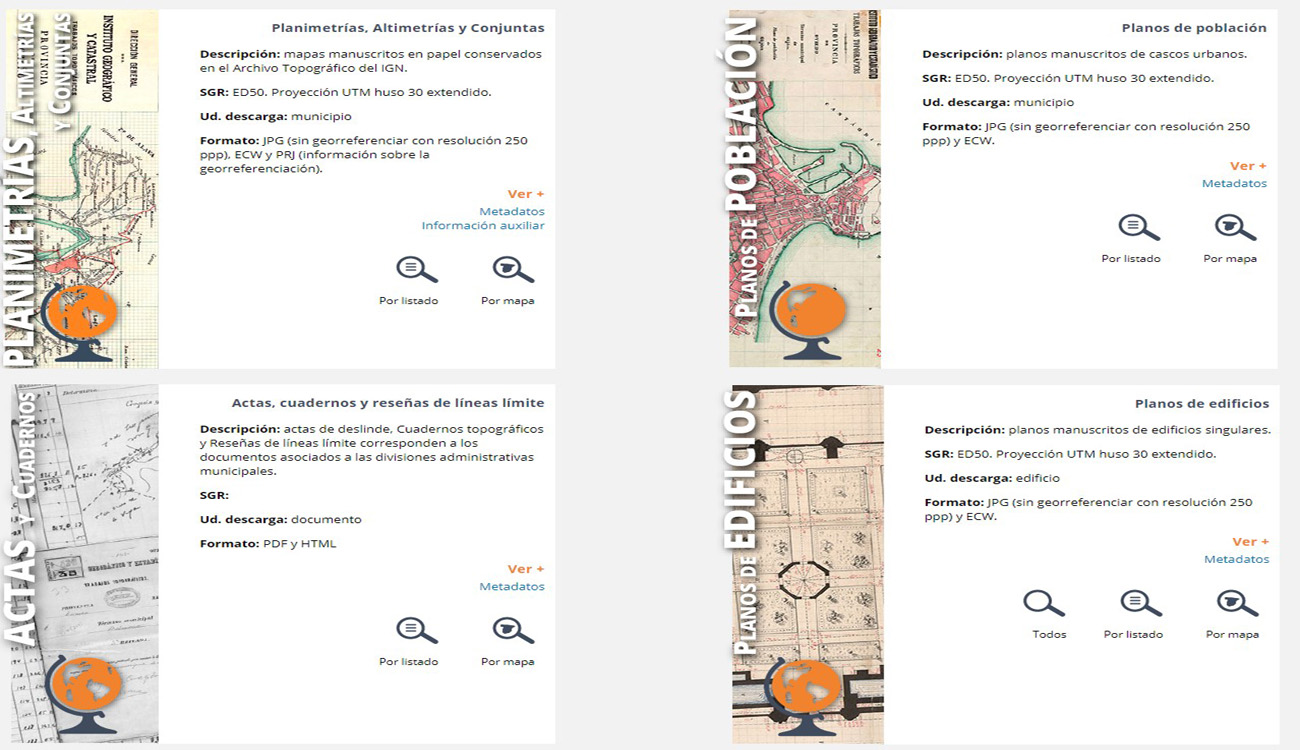 PLANIMETRÍAS, ALTIMETRÍAS
Y CONJUNTAS
DIRECCIÓN GENERAL
INSTITUTO GEOGRÁFICO
Y CATASTRAL
PROVINCIA
Planimetrías, Altimetrías y Conjuntas
Descripción: mapas manuscritos en papel conservados
en el Archivo Topográfico del IGN.
SGR: ED50. Proyección UTM huso 30 extendido.
Ud. descarga: municipio
Formato: JPG (sin georreferenciar con resolución 250
ppp), ECW y PRJ (información sobre la
georreferenciación).
Ver +
Metadatos
Información auxiliar
Por listado
Por mapa
PLANOS DE POBLACIÓN
PROVINCIA
Planos de población
Descripción: planos manuscritos de cascos urbanos.
SGR: ED50. Proyección UTM huso 30 extendido.
Ud. descarga: municipio
Formato: JPG (sin georreferenciar con resolución 250
ppp) y ECW.
Ver +
Metadatos
Por listado
Por mapa
ACTAS Y CUADERNOS
Actas, cuadernos y reseñas de líneas límite
Descripción: actas de deslinde, Cuadernos topográficos
y Reseñas de líneas límite corresponden a los
documentos asociados a las divisiones administrativas
municipales.
SGR:
Ud. descarga: documento
Formato: PDF y HTML
Ver +
Metadatos
Por listado
Por mapa
PLANOS DE EDIFICIOS
Planos de edificios
Descripción: planos manuscritos de edificios singulares.
SGR: ED50. Proyección UTM huso 30 extendido.
Ud. descarga: edificio
Formato: JPG (sin georreferenciar con resolución 250
ppp) y ECW.
Ver +
Metadatos
Todos
Por listado
Por mapa